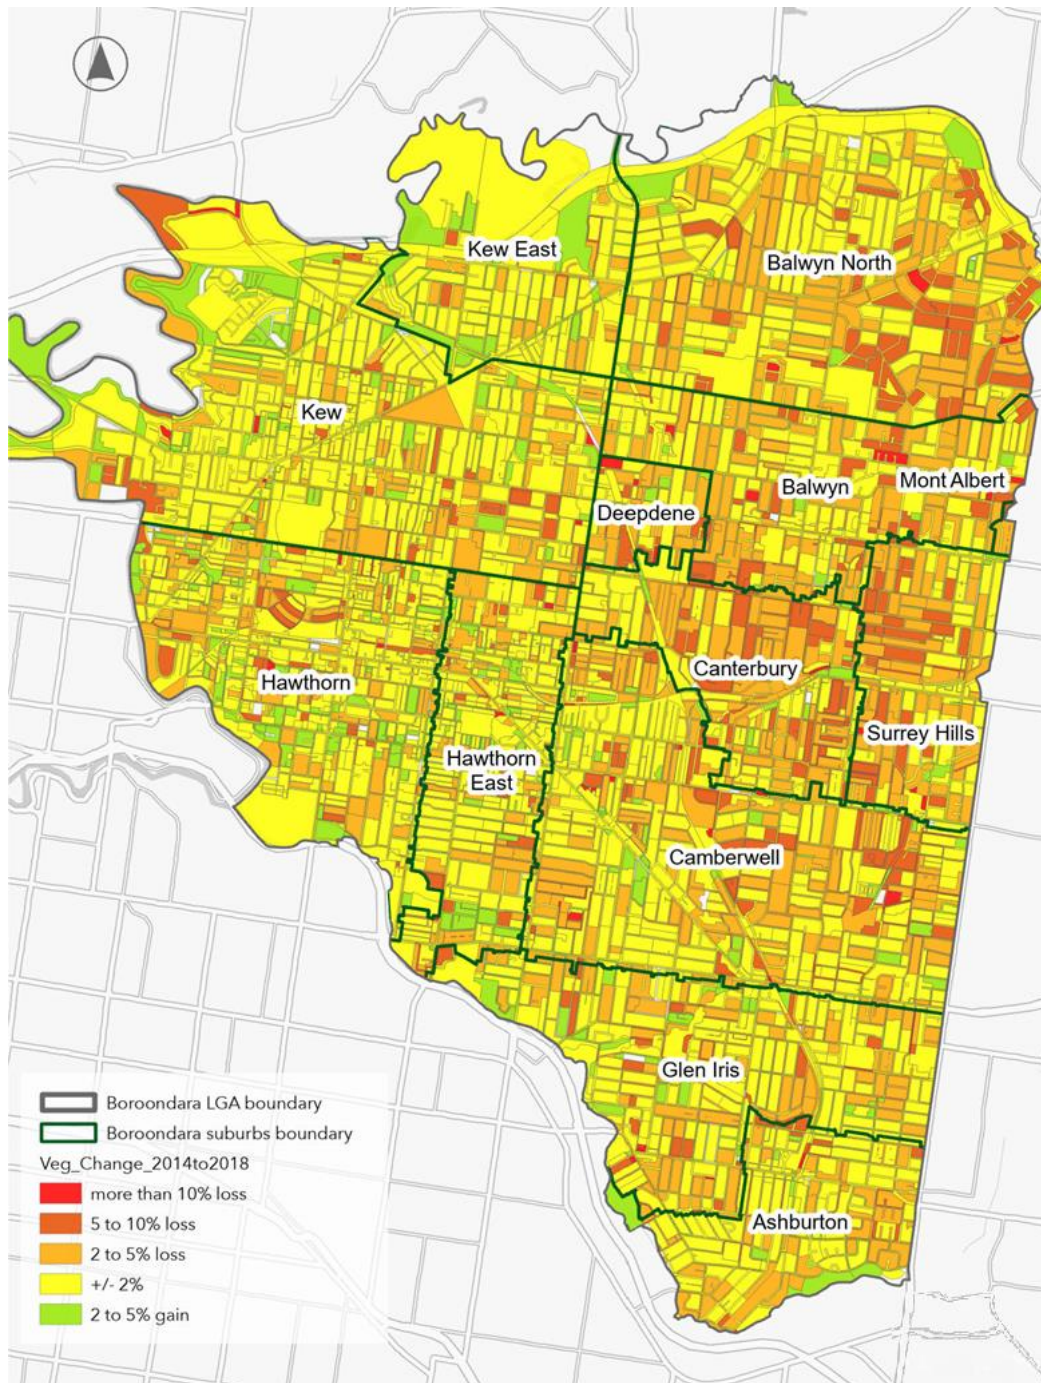 Kew East
Balwyn North
Kew
Balwyn
Mont Albert
Deepdene
Canterbury
Hawthorn
Surrey Hills
Hawthorn
East
Camberwell
Glen Iris
Ashburton
Boroondara LGA boundary
Boroondara suburbs boundary
Veg_Change_2014to2018
more than 10% loss
5 to 10% loss
2 to 5% loss
+/- 2%
2 to 5% gain